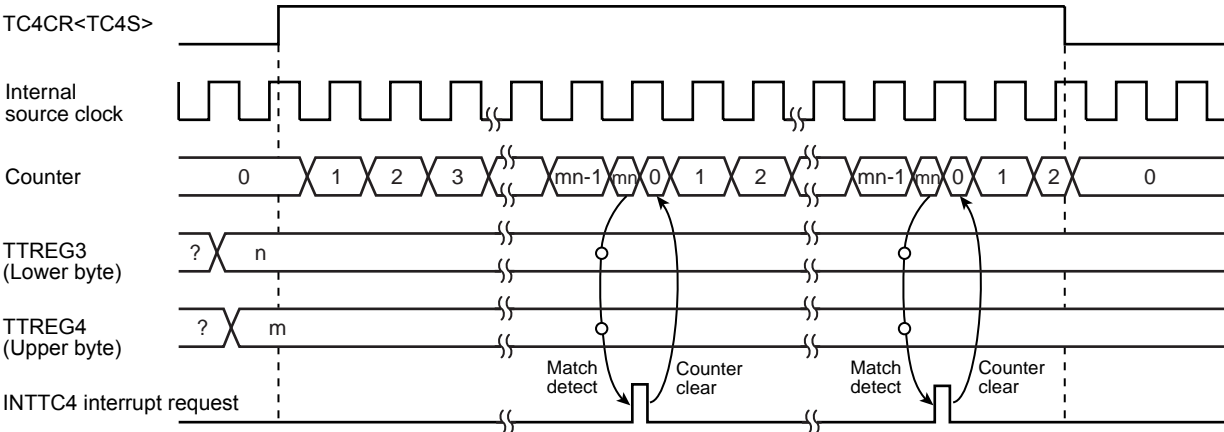 TC4CR<TC4S>
Internal
source clock
Counter
0 1 2 3 mn-1 mn 0 1 2 mn-1 mn 0 1 2 0
TTREG3
(Lower byte)
? n
TTREG4
(Upper byte)
? m
Match
detect
Counter
clear
Match
detect
Counter
clear
INTTC4 interrupt request